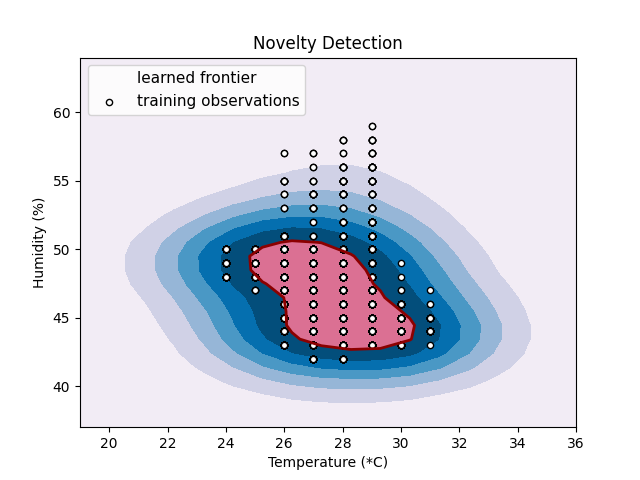 Novelty Detection
learned frontier
training observations
60
55
50
45
40
Humidity (%)
20 22 24 26 28 30 32 34 36
Temperature (*C)